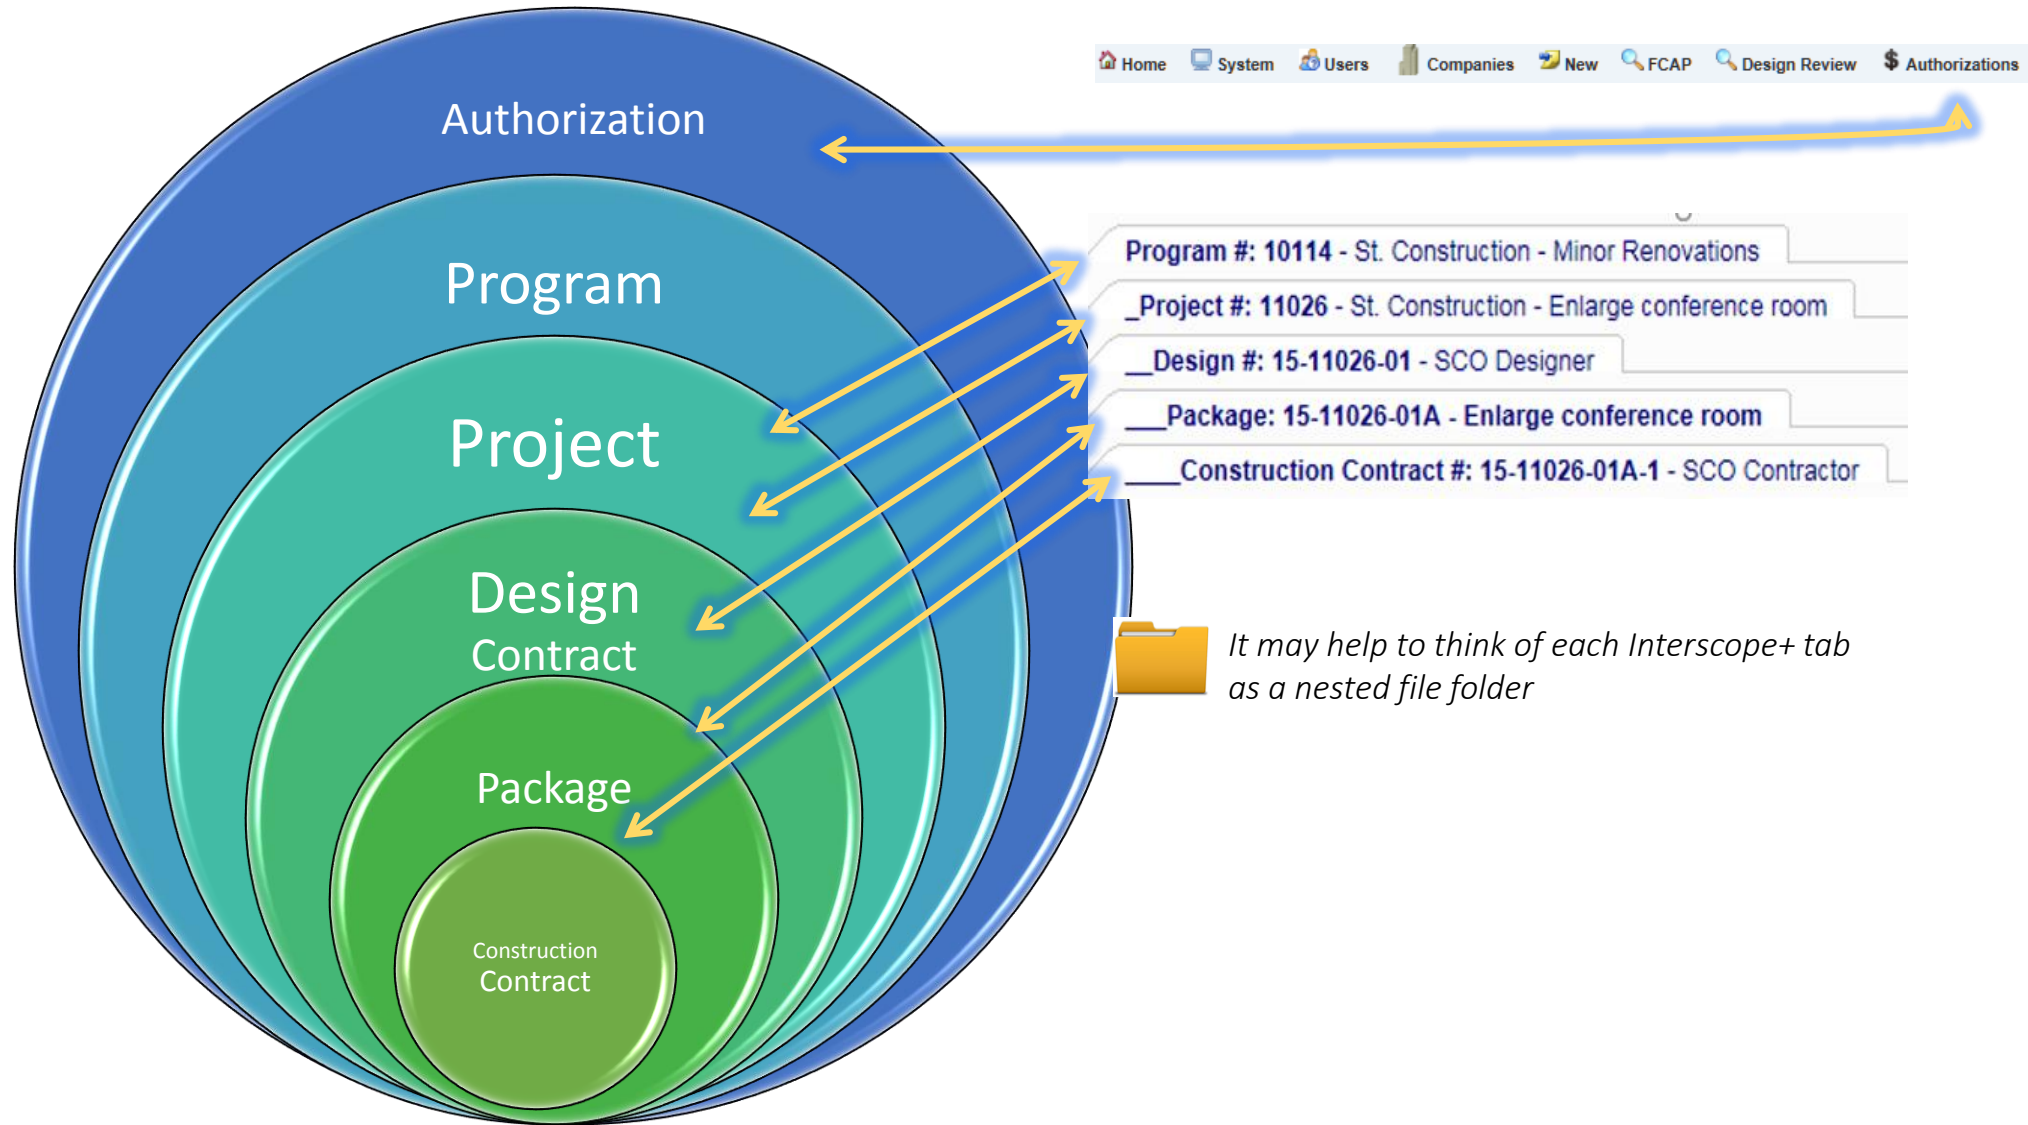 Home System Users Companies New FCAP Design Review $ Authorizations
Authorization
Program
Project
Design
Contract
Package
Construction
Contract
Program #: 10114 - St. Construction - Minor Renovations
_Project #: 11026 - St. Construction - Enlarge conference room
__Design #: 15-11026-01 - SCO Designer
___Package: 15-11026-01A - Enlarge conference room
____Construction Contract #: 15-11026-01A-1 - SCO Contractor
It may help to think of each Interscope+ tab
as a nested file folder